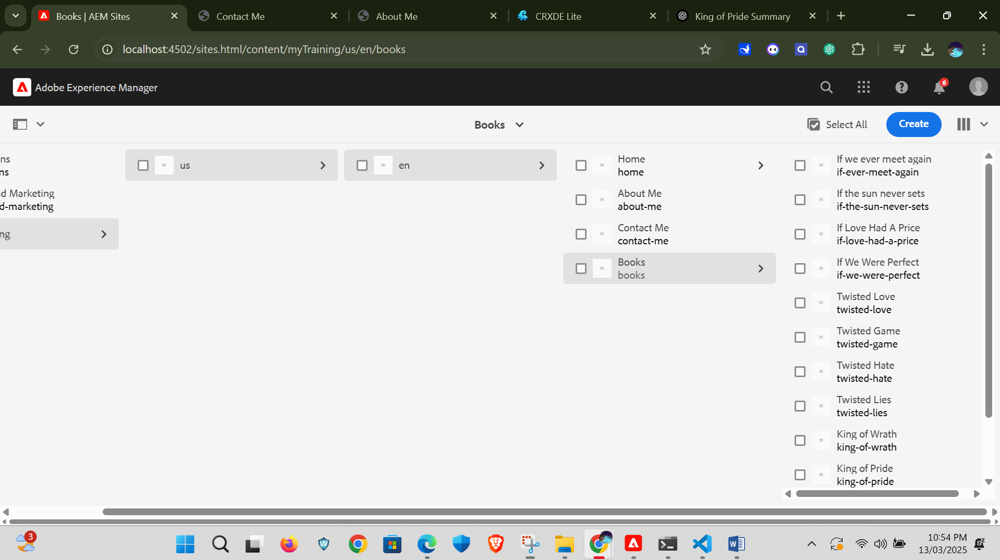 Books | AEM Sites
Contact Me
About Me
CRXDE Lite
King of Pride Summary
localhost:4502/sites.html/content/myTraining/us/en/books
Adobe Experience Manager
6
Books
Select All
Create
ns
ns
d Marketing
d-marketing
ng
us
en
Home
home
About Me
about-me
Contact Me
contact-me
Books
books
If we ever meet again
if-ever-meet-again
If the sun never sets
if-the-sun-never-sets
If Love Had A Price
if-love-had-a-price
If We Were Perfect
if-we-were-perfect
Twisted Love
twisted-love
Twisted Game
twisted-game
Twisted Hate
twisted-hate
Twisted Lies
twisted-lies
King of Wrath
king-of-wrath
King of Pride
king-of-pride
3
10:54 PM
13/03/2025